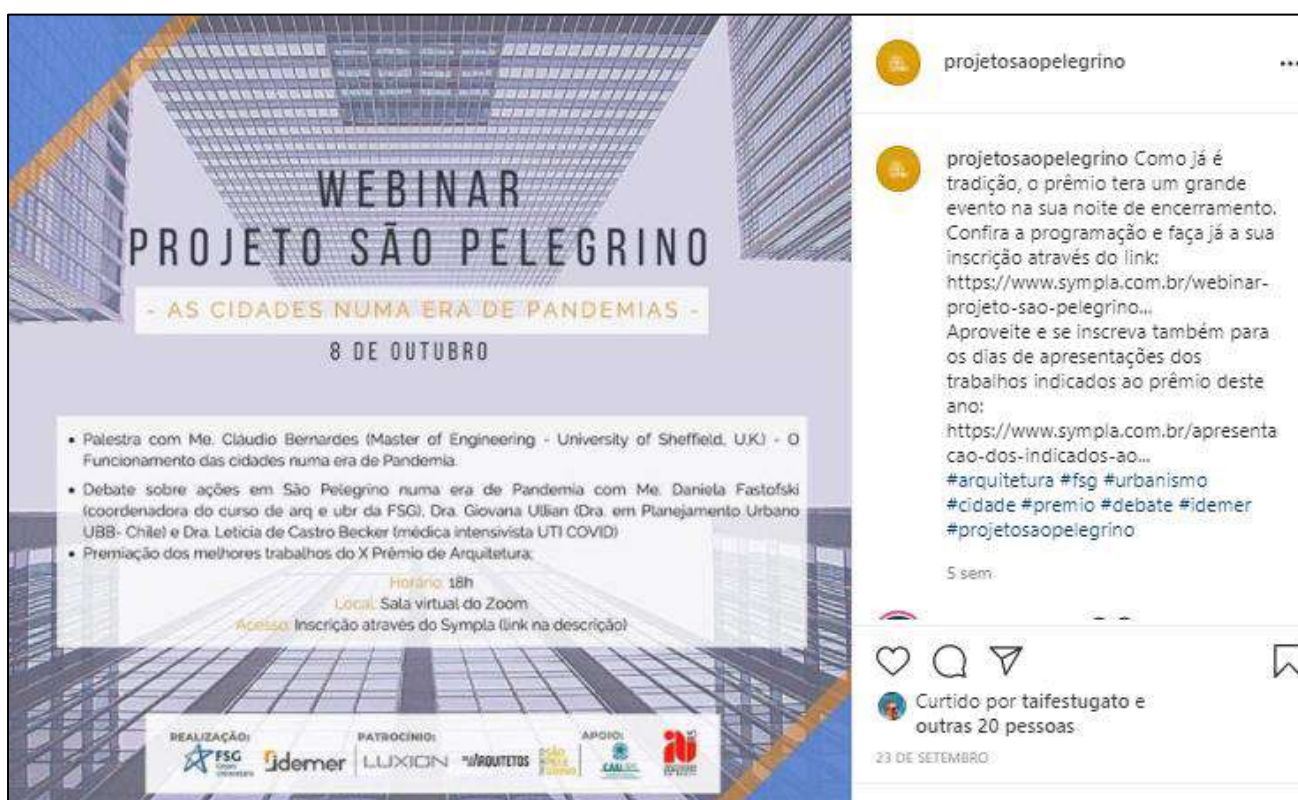 WEBINAR
PROJETO SÃO PELEGRINO
- AS CIDADES NUMA ERA DE PANDEMIAS -
8 DE OUTUBRO
• Palestra com Me. Cláudio Bernardes (Master of Engineering - University of Sheffield, U.K.) - O
Funcionamento das cidades numa era de Pandemia.
• Debate sobre ações em São Pelegrino numa era de Pandemia com Me. Daniela Fastofski
(coordenadora do curso de arq e ubr da FSG), Dra. Giovana Ullian (Dra. em Planejamento Urbano
UBB- Chile) e Dra. Letícia de Castro Becker (médica intensivista UTI COVID)
• Premiação dos melhores trabalhos do X Prêmio de Arquitetura;
Horário: 18h
Local: Sala virtual do Zoom
Acesso: Inscrição através do Sympla (link na descrição)
REALIZAÇÃO:
FSG
idemer
PATROCÍNIO:
LUXION
ARQUITETOS
SÃO
PELE
GRINO
APOIO:
CAU/RS
projetosaopelegrino
projetosaopelegrino Como já é
tradição, o prêmio tera um grande
evento na sua noite de encerramento.
Confira a programação e faça já a sua
inscrição através do link:
https://www.sympla.com.br/webinar-
projeto-sao-pelegrino...
Aproveite e se inscreva também para
os dias de apresentações dos
trabalhos indicados ao prêmio deste
ano:
https://www.sympla.com.br/apresenta
cao-dos-indicados-ao...
#arquitetura #fsg #urbanismo
#cidade #premio #debate #idemer
#projetosaopelegrino
5 sem
Curtido por taifestugato e
outras 20 pessoas
23 DE SETEMBRO